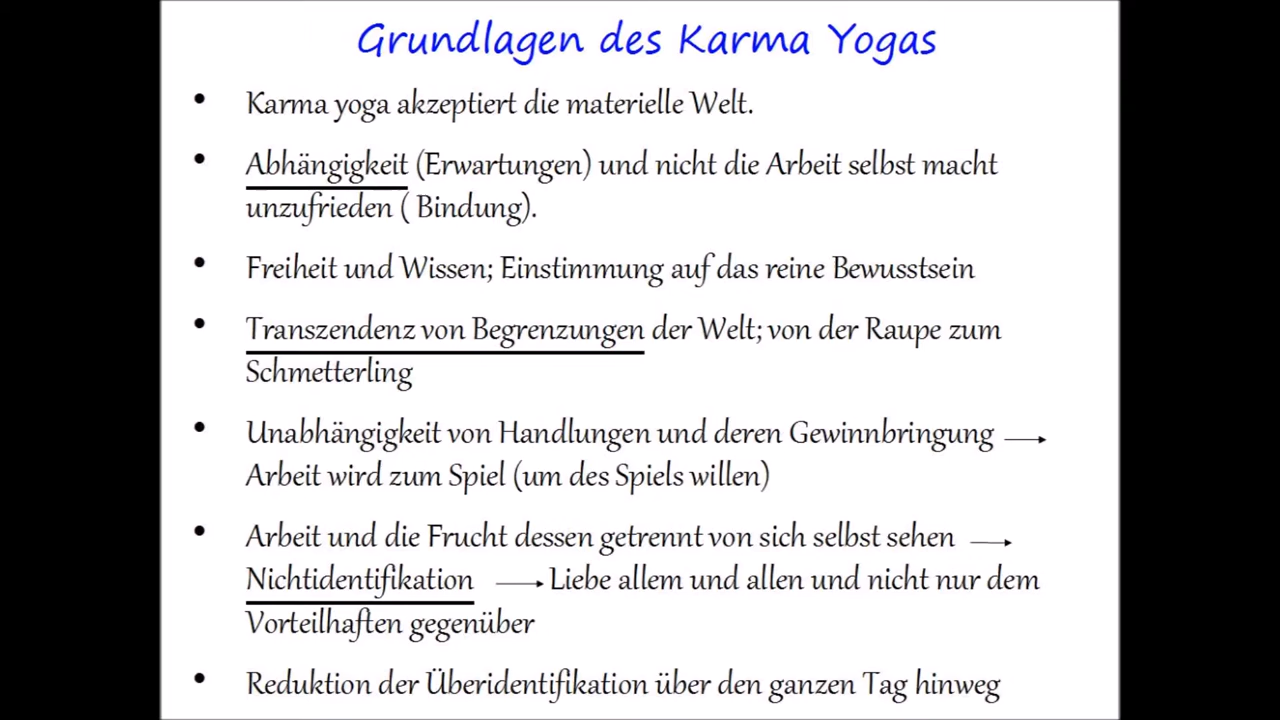 Grundlagen des Karma Yogas
• Karma yoga akzeptiert die materielle Welt.
• Abhängigkeit (Erwartungen) und nicht die Arbeit selbst macht
unzufrieden ( Bindung).
• Freiheit und Wissen; Einstimmung auf das reine Bewusstsein
• Transzendenz von Begrenzungen der Welt; von der Raupe zum
Schmetterling
• Unabhängigkeit von Handlungen und deren Gewinnbringung →
Arbeit wird zum Spiel (um des Spiels willen)
• Arbeit und die Frucht dessen getrennt von sich selbst sehen →
Nichtidentifikation → Liebe allem und allen und nicht nur dem
Vorteilhaften gegenüber
• Reduktion der Überidentifikation über den ganzen Tag hinweg